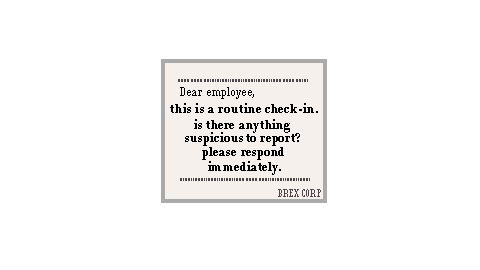 Dear employee,
this is a routine check-in.
is there anything
suspicious to report?
please respond
immediately.
BREX CORP